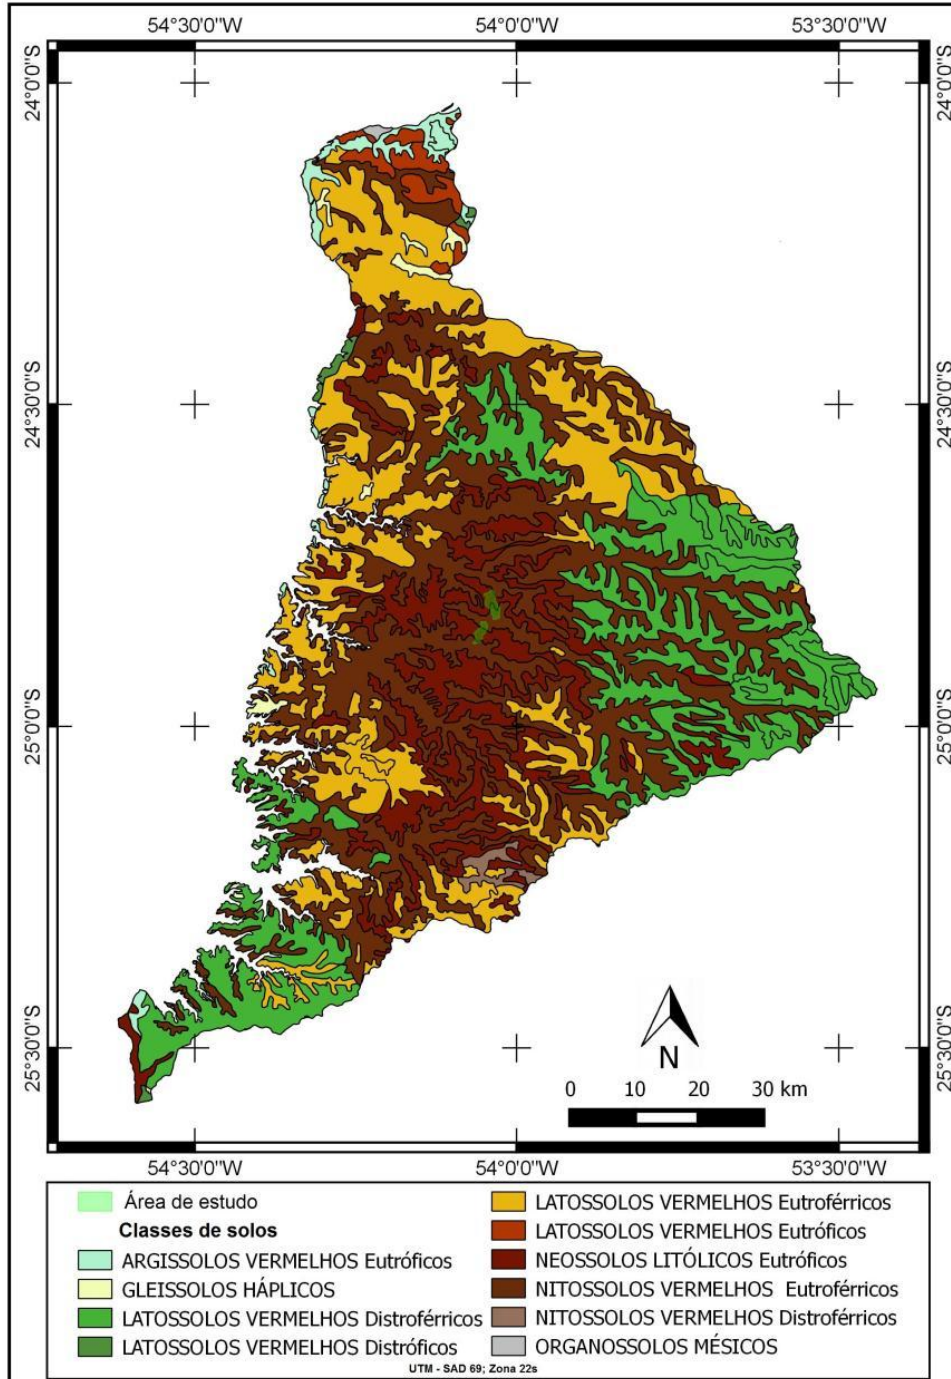 54°30'0"W 54°0'0"W 53°30'0"W
24°0'0"S 24°0'0"S
24°30'0"S 24°30'0"S
25°0'0"S 25°0'0"S
25°30'0"S 25°30'0"S
N
0 10 20 30 km
54°30'0"W 54°0'0"W 53°30'0"W
Área de estudo
Classes de solos
ARGISSOLOS VERMELHOS Eutróficos
GLEISSOLOS HÁPLICOS
LATOSSOLOS VERMELHOS Distroférricos
LATOSSOLOS VERMELHOS Distróficos
LATOSSOLOS VERMELHOS Eutroférricos
LATOSSOLOS VERMELHOS Eutróficos
NEOSSOLOS LITÓLICOS Eutróficos
NITOSSOLOS VERMELHOS Eutroférricos
NITOSSOLOS VERMELHOS Distroférricos
ORGANOSSOLOS MÉSICOS
UTM - SAD 69; Zona 22s